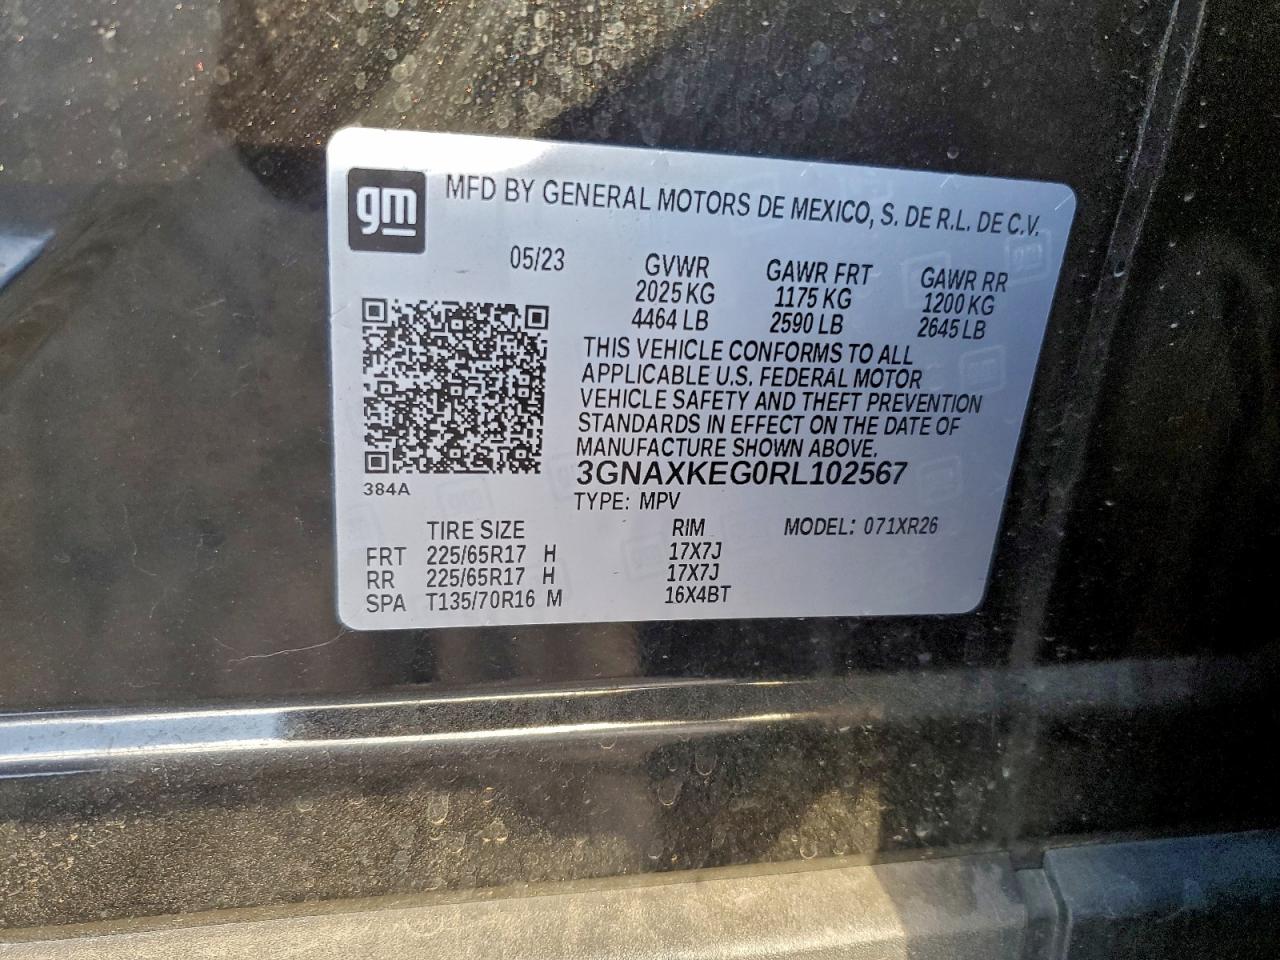 gm
MFD BY GENERAL MOTORS DE MEXICO, S. DE R.L. DE C.V.
05/23 GVWR GAWR FRT GAWR RR
2025 KG 1175 KG 1200 KG
4464 LB 2590 LB 2645 LB
THIS VEHICLE CONFORMS TO ALL
APPLICABLE U.S. FEDERAL MOTOR
VEHICLE SAFETY AND THEFT PREVENTION
STANDARDS IN EFFECT ON THE DATE OF
MANUFACTURE SHOWN ABOVE.
3GNAXKEG0RL102567
384A
TYPE: MPV
TIRE SIZE RIM MODEL: 071XR26
FRT 225/65R17 H 17X7J
RR 225/65R17 H 17X7J
SPA T135/70R16 M 16X4BT